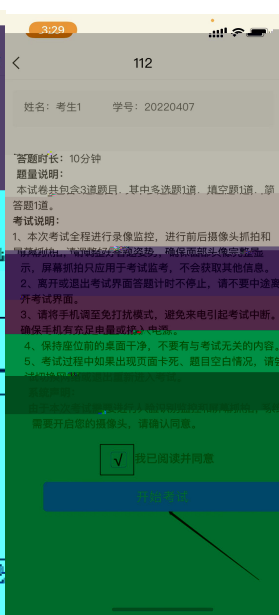 3:29
112
姓名：考生1 学号：20220407
答题时长：10分钟
题量说明：
本试卷共包含3道题目，其中多选题1道，填空题1道，简
答题1道。
考试说明：
1、本次考试全程进行录像监控，进行前后摄像头抓拍和
示，屏幕抓拍只应用于考试监考，不会获取其他信息。
2、离开或退出考试界面答题计时不停止，请不要中途离
开考试界面。
3、请将手机调至免打扰模式，避免来电引起考试中断。
确保手机有充足电量或接入电源。
4、保持座位前的桌面干净，不要有与考试无关的内容。
5、考试过程中如果出现页面卡死、题目空白情况，请尝
需要开启您的摄像头，请确认同意。
√ 我已阅读并同意
开始考试